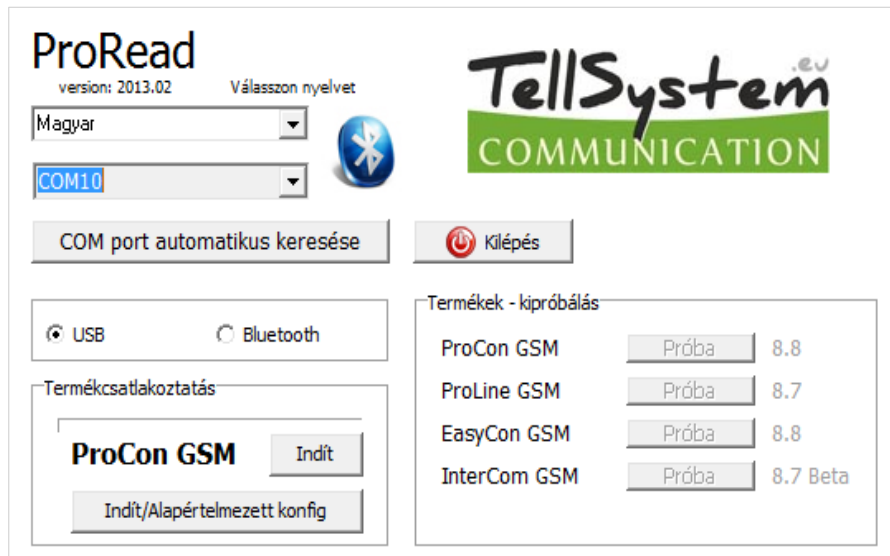 ProRead
version: 2013.02 Válasszon nyelvet
Magyar
COM10
TellSystem.eu
COMMUNICATION
COM port automatikus keresése
Kilépés
USB Bluetooth
Termékcsatlakoztatás
ProCon GSM Indít
Indít/Alapértelmezett konfig
Termékek - kipróbálás
ProCon GSM Próba 8.8
ProLine GSM Próba 8.7
EasyCon GSM Próba 8.8
InterCom GSM Próba 8.7 Beta